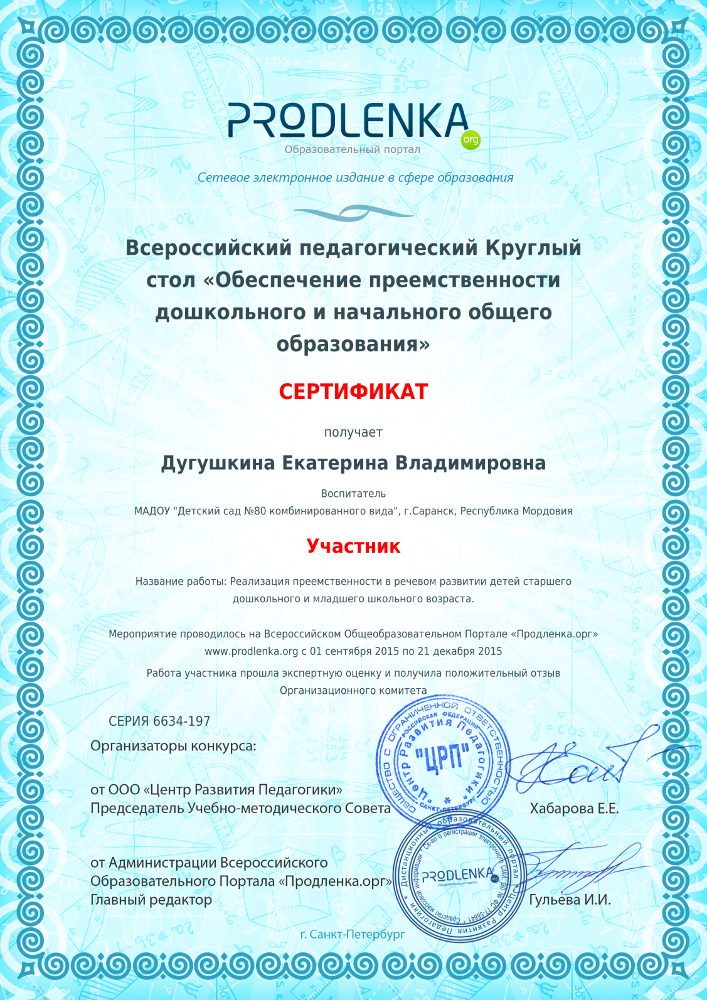 PRODLENKA
org
Образовательный портал
Сетевое электронное издание в сфере образования
Всероссийский педагогический Круглый
стол «Обеспечение преемственности
дошкольного и начального общего
образования»
СЕРТИФИКАТ
получает
Дугушкина Екатерина Владимировна
Воспитатель
МАДОУ "Детский сад №80 комбинированного вида", г.Саранск, Республика Мордовия
Участник
Название работы: Реализация преемственности в речевом развитии детей старшего
дошкольного и младшего школьного возраста.
Мероприятие проводилось на Всероссийском Общеобразовательном Портале «Продленка.орг»
www.prodlenka.org с 01 сентября 2015 по 21 декабря 2015
Работа участника прошла экспертную оценку и получила положительный отзыв
Организационного комитета
СЕРИЯ 6634-197
Организаторы конкурса:
ОБЩЕСТВО С ОГРАНИЧЕННОЙ ОТВЕТСТВЕННОСТЬЮ
РОССИЙСКАЯ ФЕДЕРАЦИЯ
"Центр Развития Педагогики"
"ЦРП"
САНКТ-ПЕТЕРБУРГ
от ООО «Центр Развития Педагогики»
Председатель Учебно-методического Совета
Хабарова Е.Е.
Дистанционный образовательный портал
"Центр Развития Педагогики"
Св-во о регистрации электронного СМИ: ЭЛ № ФС 77-58841
Средство массовой информации
PRODLENKA
org
Образовательный портал
от Администрации Всероссийского
Образовательного Портала «Продленка.орг»
Главный редактор
Гульева И.И.
г. Санкт-Петербург